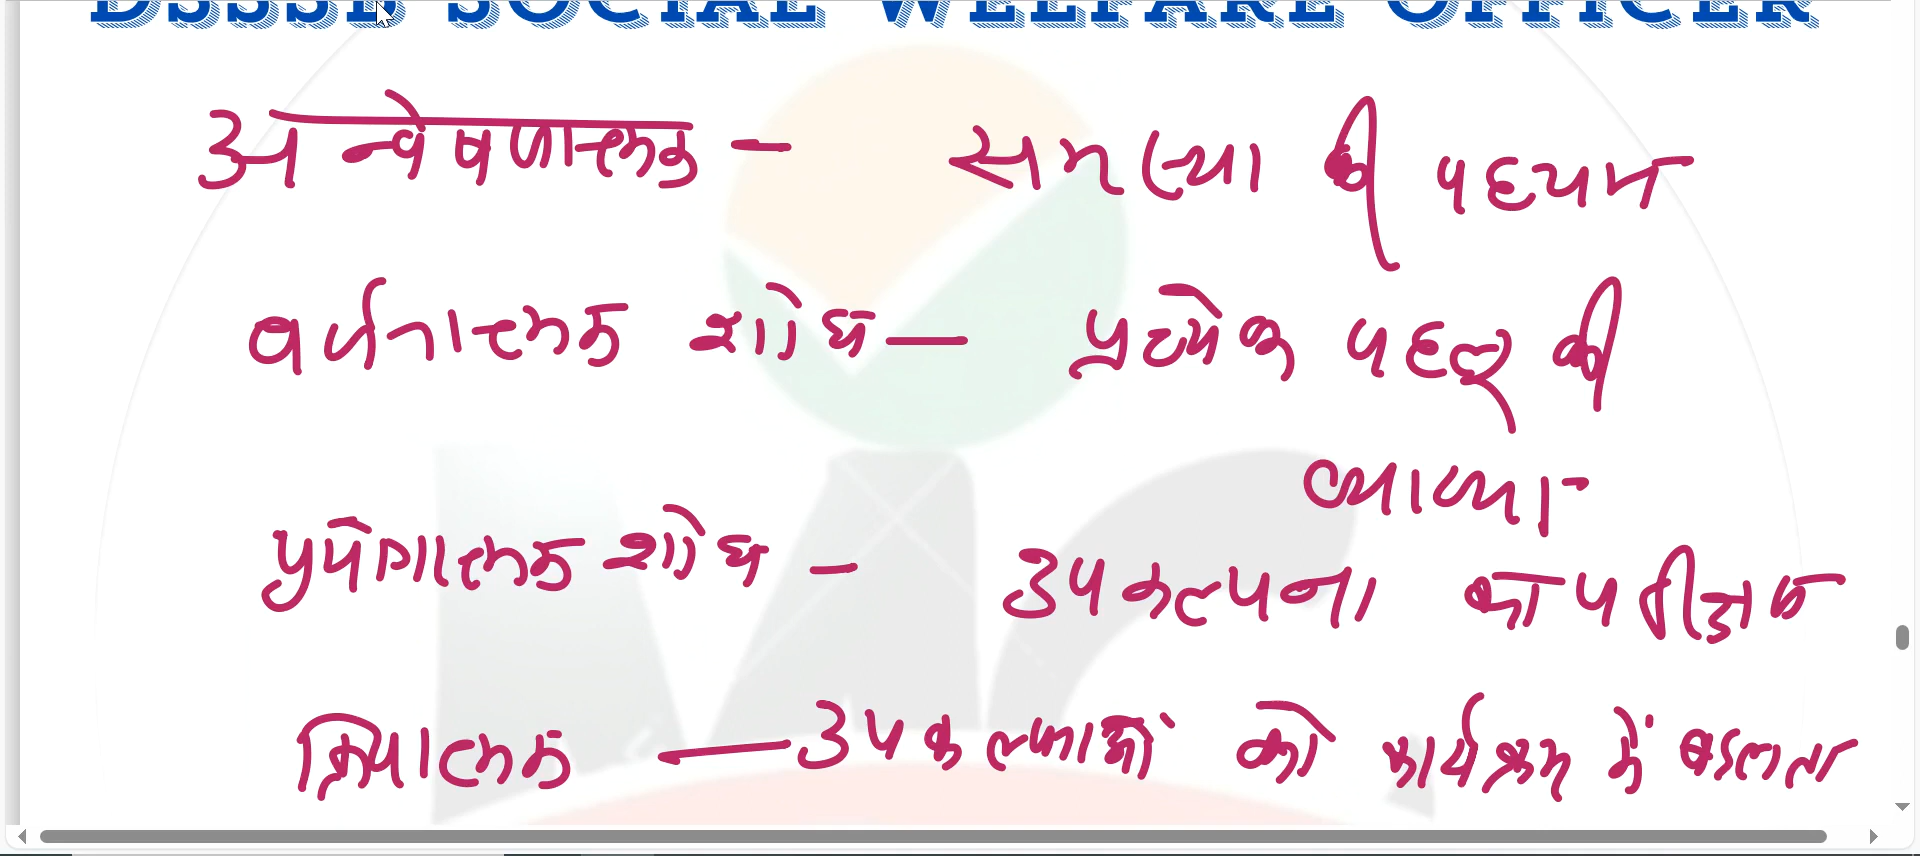 DSSSB SOCIAL WELFARE OFFICER
अन्वेषणात्मक – समस्या की पहचान
वर्णनात्मक शोध — प्रत्येक पहलू की
व्याख्या
प्रयोगात्मक शोध – उपकल्पना का परीक्षण
क्रियात्मक — उपकल्पनाओं को कार्यक्रम में बदलना